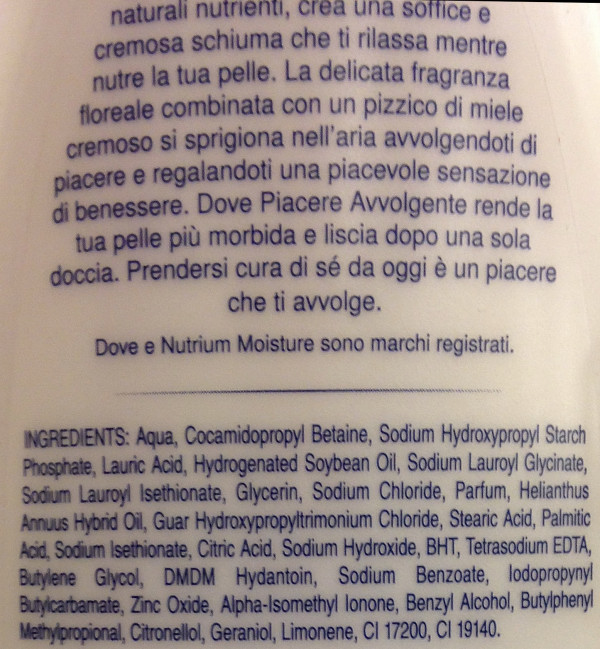 naturali nutrienti, crea una soffice e
cremosa schiuma che ti rilassa mentre
nutre la tua pelle. La delicata fragranza
floreale combinata con un pizzico di miele
cremoso si sprigiona nell'aria avvolgendoti di
piacere e regalandoti una piacevole sensazione
di benessere. Dove Piacere Avvolgente rende la
tua pelle più morbida e liscia dopo una sola
doccia. Prendersi cura di sé da oggi è un piacere
che ti avvolge.
Dove e Nutrium Moisture sono marchi registrati.
INGREDIENTS: Aqua, Cocamidopropyl Betaine, Sodium Hydroxypropyl Starch
Phosphate, Lauric Acid, Hydrogenated Soybean Oil, Sodium Lauroyl Glycinate,
Sodium Lauroyl Isethionate, Glycerin, Sodium Chloride, Parfum, Helianthus
Annuus Hybrid Oil, Guar Hydroxypropyltrimonium Chloride, Stearic Acid, Palmitic
Acid, Sodium Isethionate, Citric Acid, Sodium Hydroxide, BHT, Tetrasodium EDTA,
Butylene Glycol, DMDM Hydantoin, Sodium Benzoate, Iodopropynyl
Butylcarbamate, Zinc Oxide, Alpha-Isomethyl Ionone, Benzyl Alcohol, Butylphenyl
Methylpropional, Citronellol, Geraniol, Limonene, CI 17200, CI 19140.